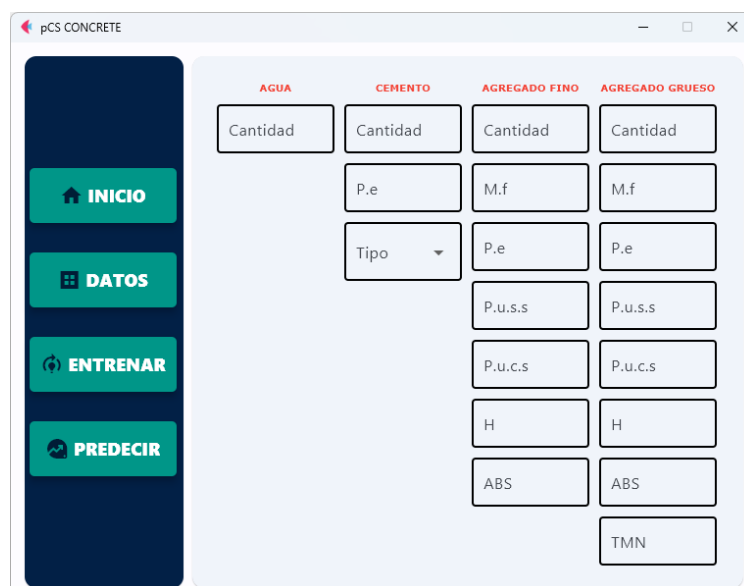 pCS CONCRETE
INICIO
DATOS
ENTRENAR
PREDECIR
AGUA CEMENTO AGREGADO FINO AGREGADO GRUESO
Cantidad Cantidad Cantidad Cantidad
P.e M.f M.f
Tipo P.e P.e
P.u.s.s P.u.s.s
P.u.c.s P.u.c.s
H H
ABS ABS
TMN